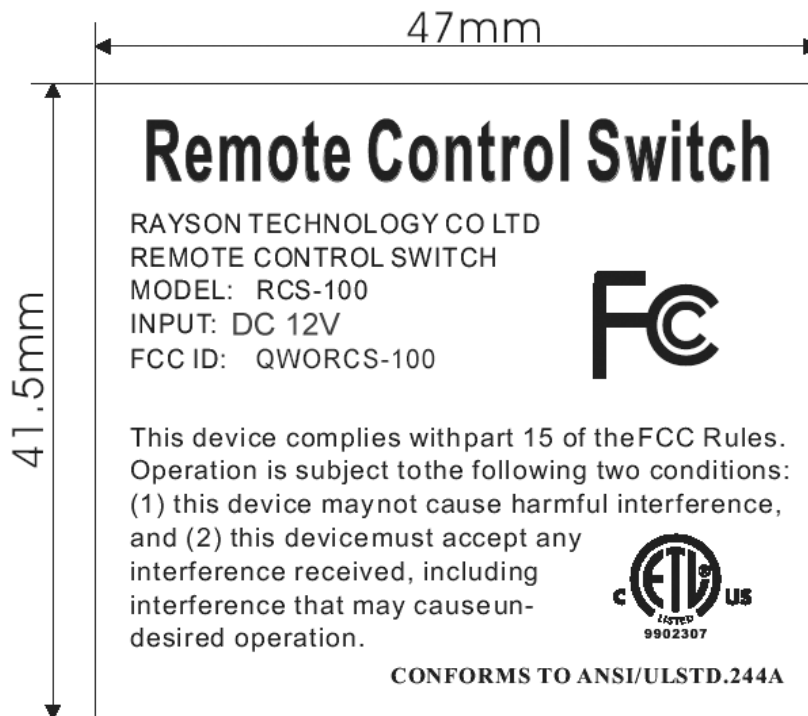 47mm
41.5mm
Remote Control Switch
RAYSON TECHNOLOGY CO LTD
REMOTE CONTROL SWITCH
MODEL: RCS-100
INPUT: DC 12V
FCC ID: QWORCS-100
FC
This device complies withpart 15 of theFCC Rules.
Operation is subject tothe following two conditions:
(1) this device maynot cause harmful interference,
and (2) this devicemust accept any
interference received, including
interference that may causeun-
desired operation.
c ETL® us
LISTED
9902307
CONFORMS TO ANSI/ULSTD.244A